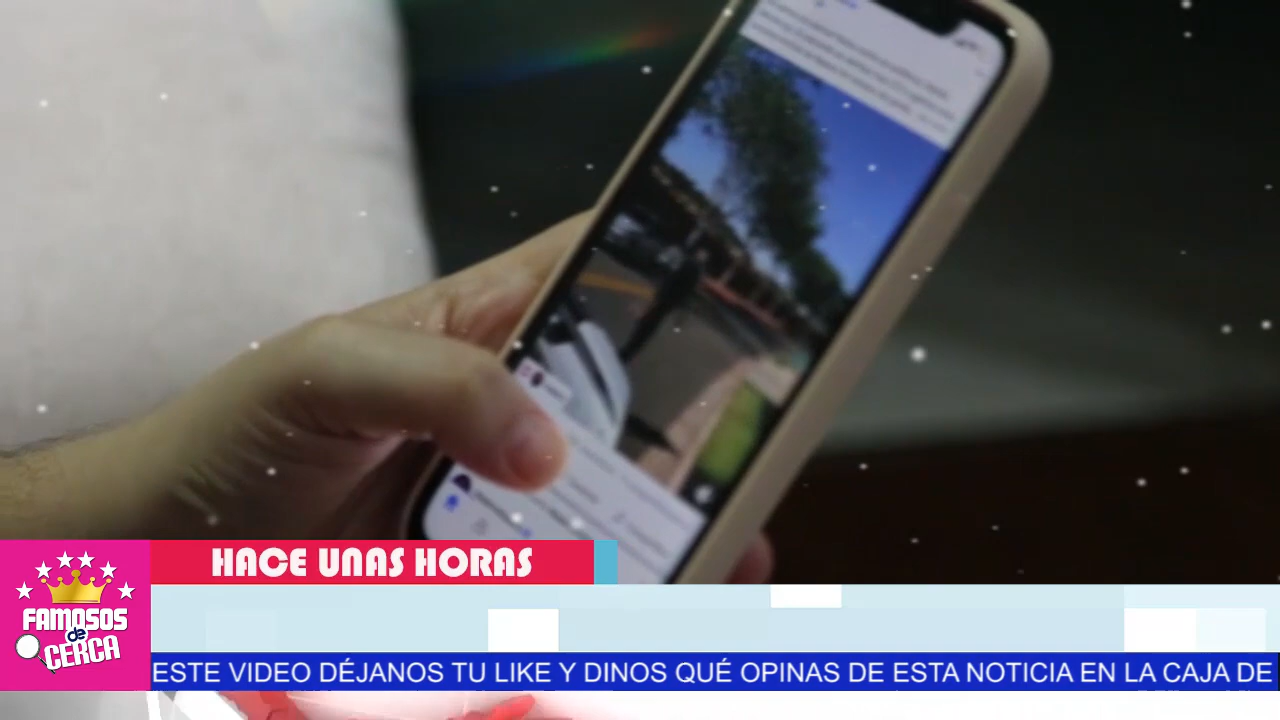 HACE UNAS HORAS
FAMOSOS
de
CERCA
ESTE VIDEO DÉJANOS TU LIKE Y DINOS QUÉ OPINAS DE ESTA NOTICIA EN LA CAJA DE